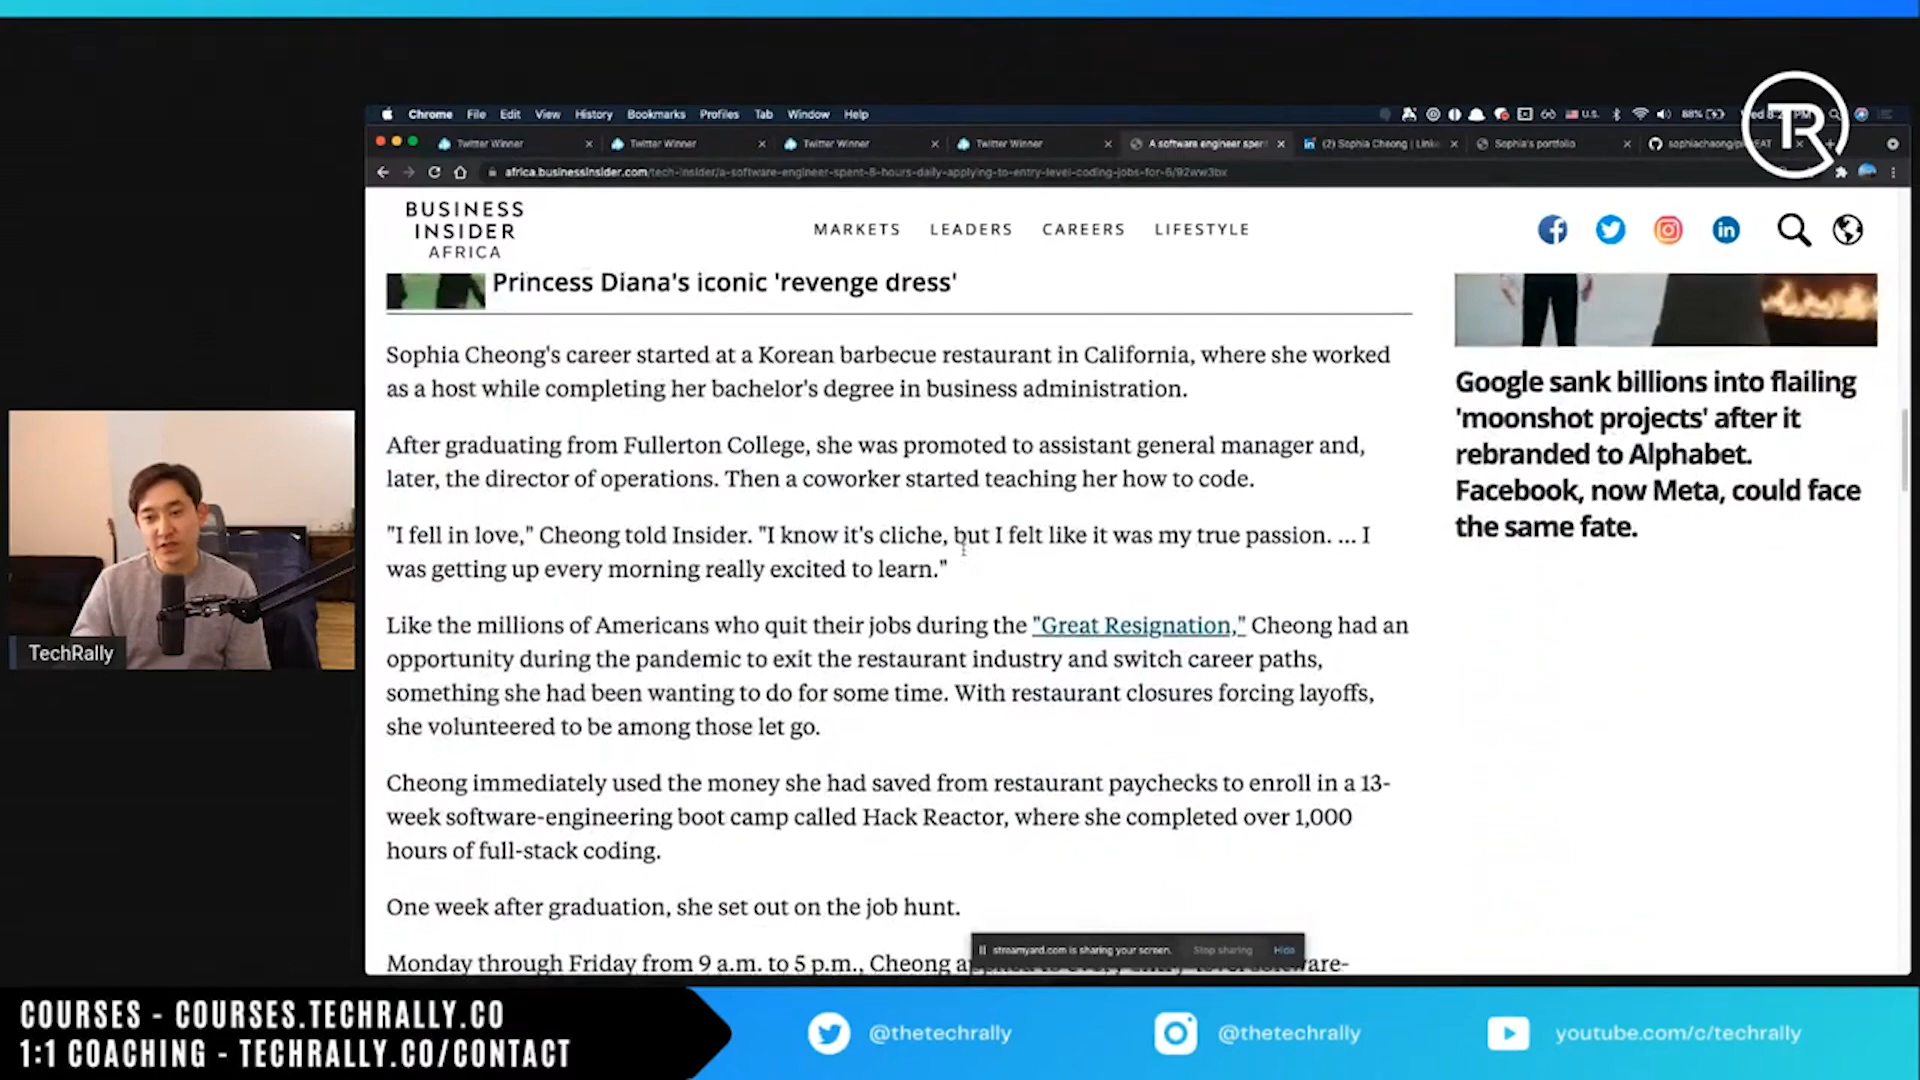 TR
Chrome File Edit View History Bookmarks Profiles Tab Window Help
U.S. 88%
Twitter Winner
Twitter Winner
Twitter Winner
Twitter Winner
A software engineer spent
(2) Sophia Cheong | Linke
Sophia's portfolio
africa.businessinsider.com/tech-insider/a-software-engineer-spent-8-hours-daily-applying-to-entry-level-coding-jobs-for-6/92ww3bx
BUSINESS
INSIDER
AFRICA
MARKETS LEADERS CAREERS LIFESTYLE
Princess Diana's iconic 'revenge dress'
Sophia Cheong's career started at a Korean barbecue restaurant in California, where she worked
as a host while completing her bachelor's degree in business administration.
After graduating from Fullerton College, she was promoted to assistant general manager and,
later, the director of operations. Then a coworker started teaching her how to code.
"I fell in love," Cheong told Insider. "I know it's cliche, but I felt like it was my true passion. ... I
was getting up every morning really excited to learn."
Like the millions of Americans who quit their jobs during the "Great Resignation," Cheong had an
opportunity during the pandemic to exit the restaurant industry and switch career paths,
something she had been wanting to do for some time. With restaurant closures forcing layoffs,
she volunteered to be among those let go.
Cheong immediately used the money she had saved from restaurant paychecks to enroll in a 13-
week software-engineering boot camp called Hack Reactor, where she completed over 1,000
hours of full-stack coding.
One week after graduation, she set out on the job hunt.
Monday through Friday from 9 a.m. to 5 p.m., Cheong
streamyard.com is sharing your screen. Stop sharing Hide
Google sank billions into flailing
'moonshot projects' after it
rebranded to Alphabet.
Facebook, now Meta, could face
the same fate.
TechRally
COURSES - COURSES.TECHRALLY.CO
1:1 COACHING - TECHRALLY.CO/CONTACT
@thetechrally
@thetechrally
youtube.com/c/techrally